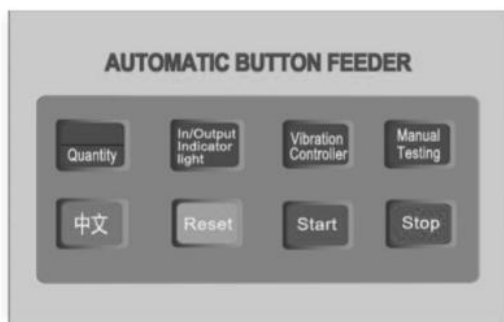 AUTOMATIC BUTTON FEEDER
Quantity
In/Output
Indicator
light
Vibration
Controller
Manual
Testing
中文
Reset
Start
Stop